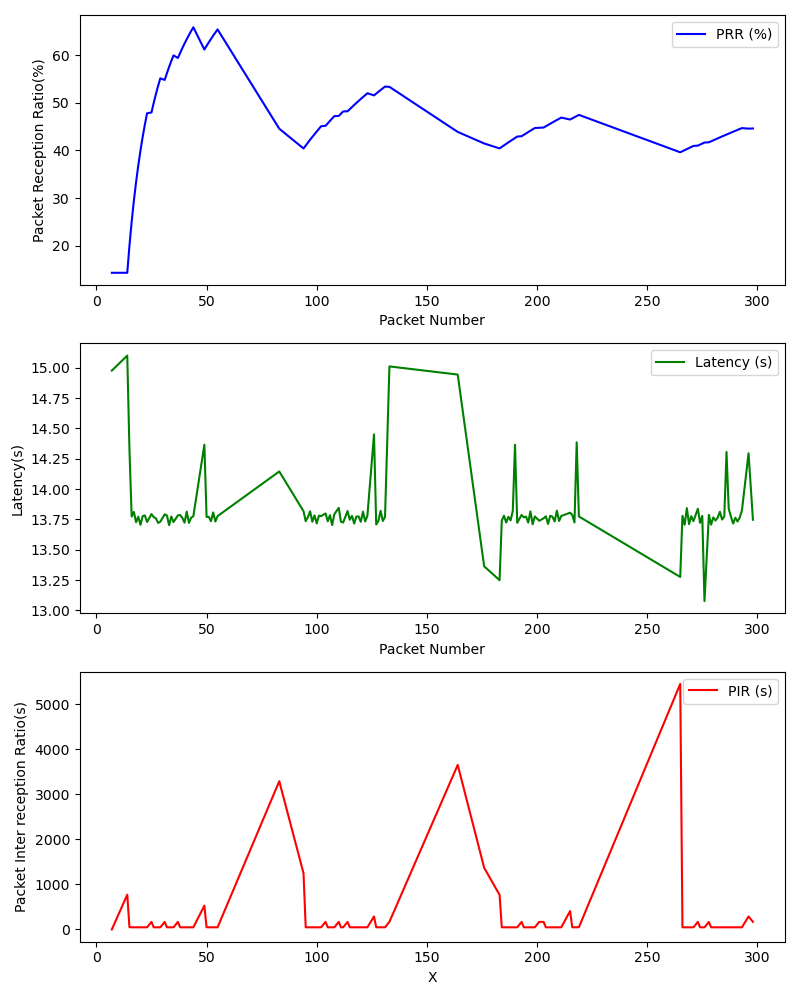 PRR (%)
60
50
40
30
20
Packet Reception Ratio(%)
0 50 100 150 200 250 300
Packet Number
Latency (s)
15.00
14.75
14.50
14.25
14.00
13.75
13.50
13.25
13.00
Latency(s)
0 50 100 150 200 250 300
Packet Number
PIR (s)
5000
4000
3000
2000
1000
0
Packet Inter reception Ratio(s)
0 50 100 150 200 250 300
X